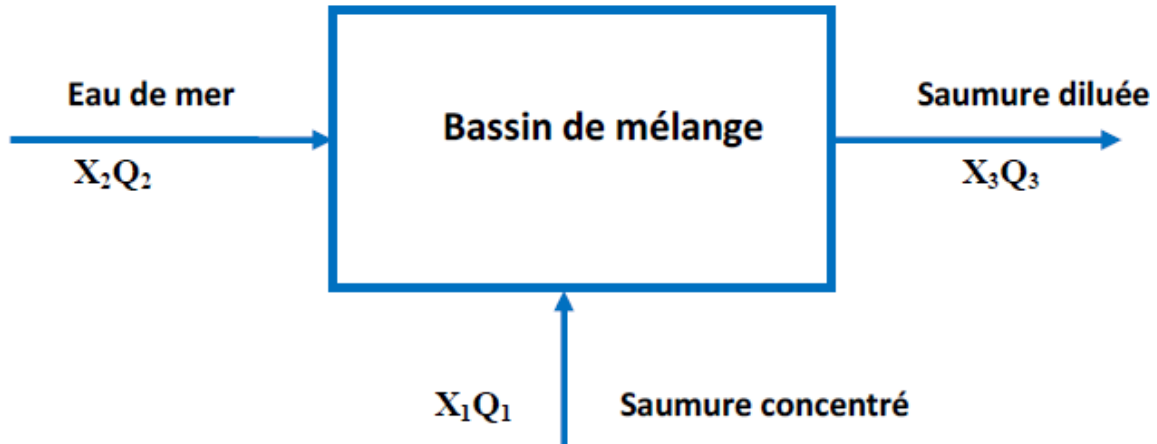 Eau de mer
Saumure diluée
Bassin de mélange
X₂Q₂
X₃Q₃
X₁Q₁
Saumure concentré